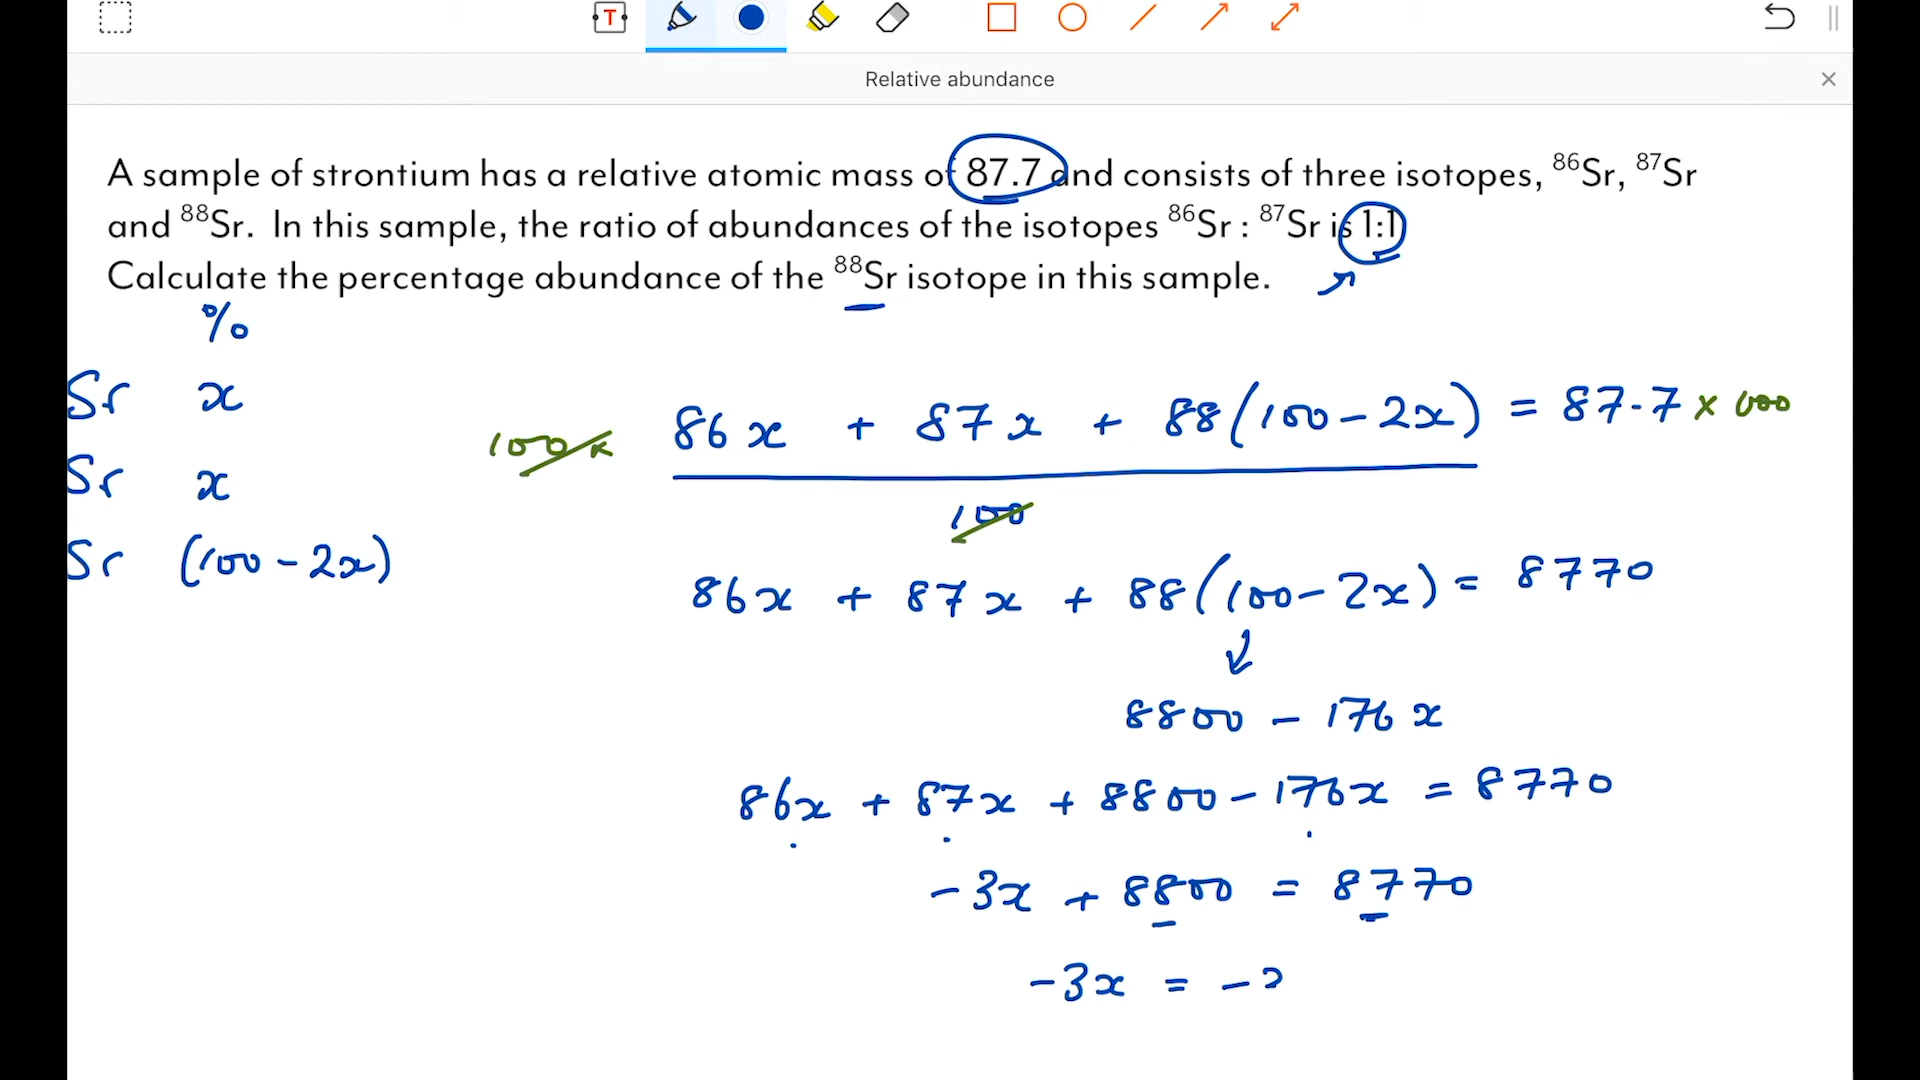 T
Relative abundance
A sample of strontium has a relative atomic mass of 87.7 and consists of three isotopes, ⁸⁶Sr, ⁸⁷Sr
and ⁸⁸Sr. In this sample, the ratio of abundances of the isotopes ⁸⁶Sr : ⁸⁷Sr is 1:1
Calculate the percentage abundance of the ⁸⁸Sr isotope in this sample.
%
Sr x
Sr x
Sr (100 - 2x)
100 x
86x + 87x + 88(100 - 2x) = 87.7 x 100
100
86x + 87x + 88(100 - 2x) = 8770
8800 - 176x
86x + 87x + 8800 - 176x = 8770
-3x + 8800 = 8770
-3x = -